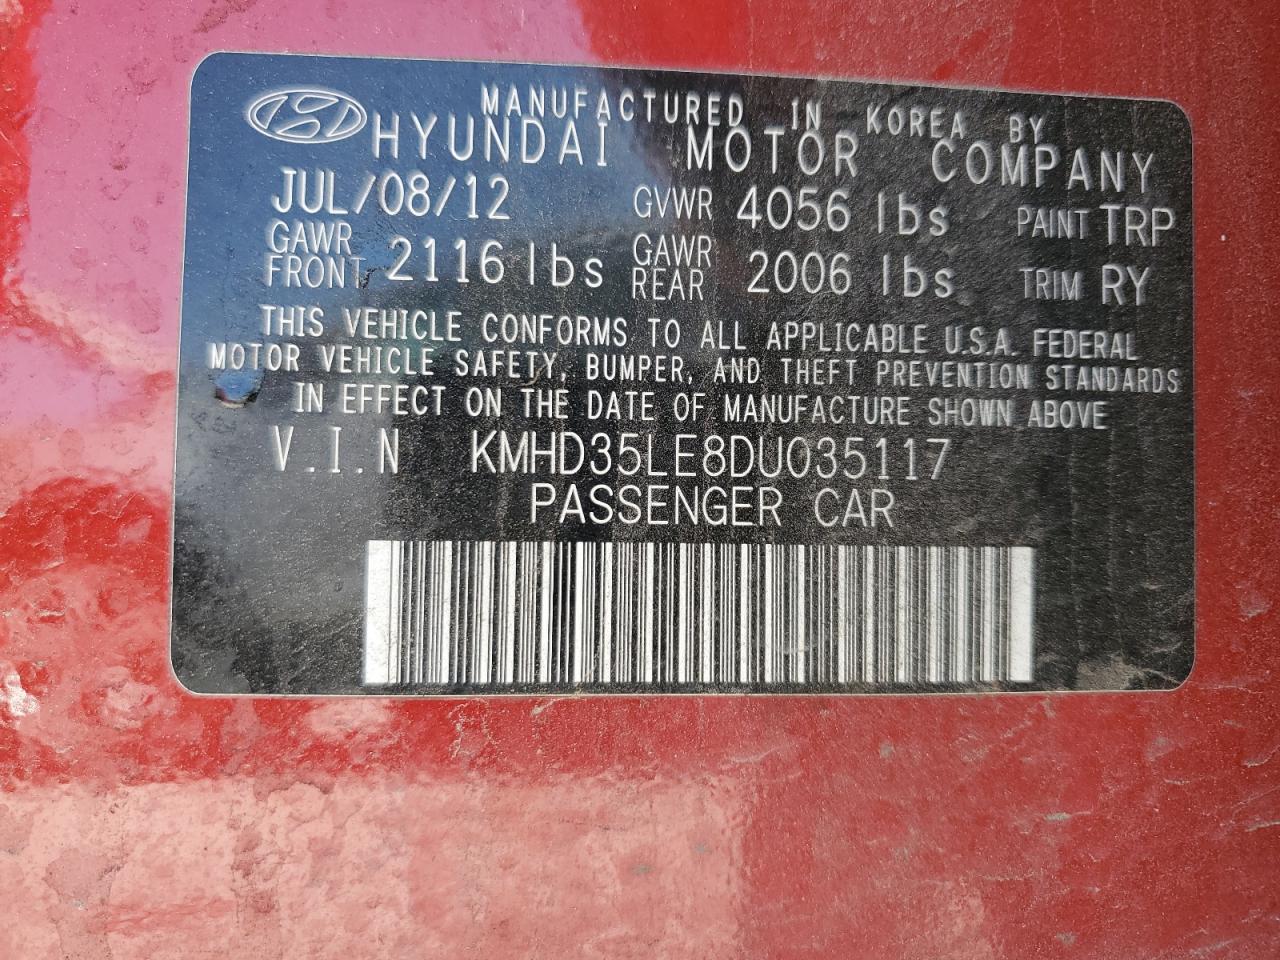 MANUFACTURED IN KOREA BY
HYUNDAI MOTOR COMPANY
JUL/08/12 GVWR 4056 lbs PAINT TRP
GAWR FRONT 2116 lbs GAWR REAR 2006 lbs TRIM RY
THIS VEHICLE CONFORMS TO ALL APPLICABLE U.S.A. FEDERAL
MOTOR VEHICLE SAFETY, BUMPER, AND THEFT PREVENTION STANDARDS
IN EFFECT ON THE DATE OF MANUFACTURE SHOWN ABOVE
V.I.N KMHD35LE8DU035117
PASSENGER CAR